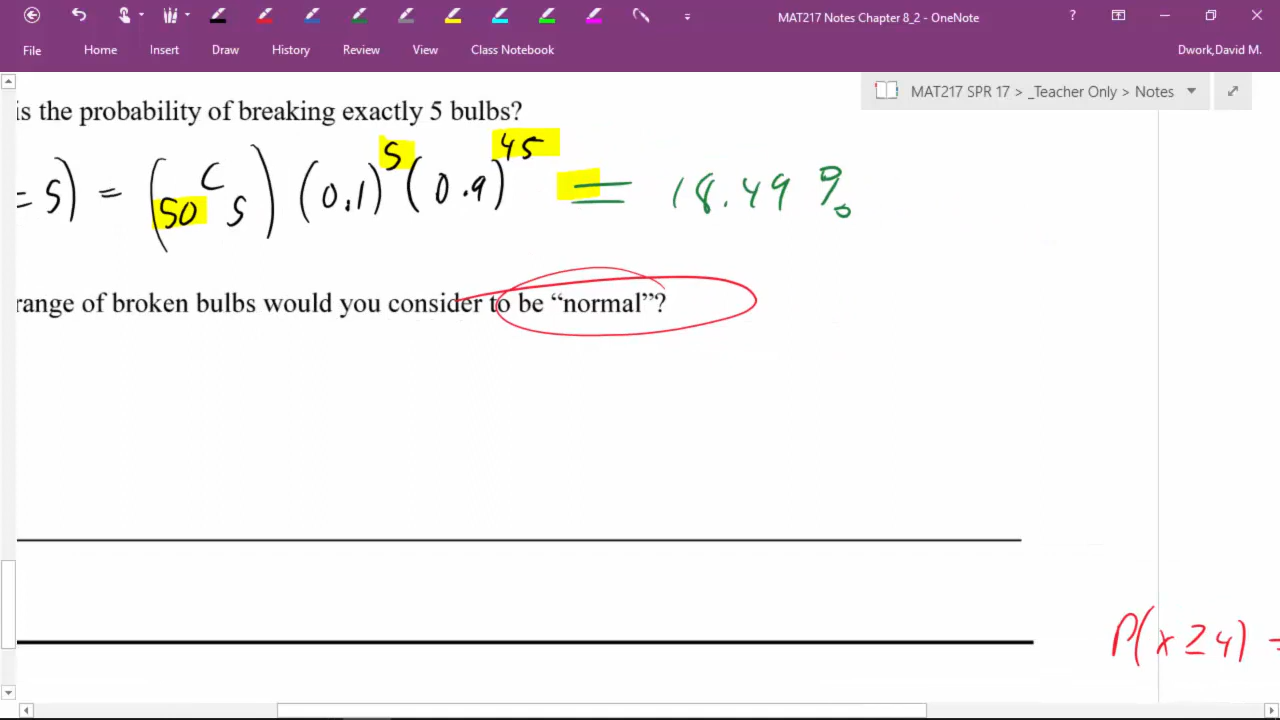 MAT217 Notes Chapter 8_2 - OneNote
?
File Home Insert Draw History Review View Class Notebook
Dwork,David M.
MAT217 SPR 17 > _Teacher Only > Notes
is the probability of breaking exactly 5 bulbs?
= 5) = (50 C 5) (0.1)^5 (0.9)^45 = 18.49 %
range of broken bulbs would you consider to be “normal”?
P(x ≥ 4) =